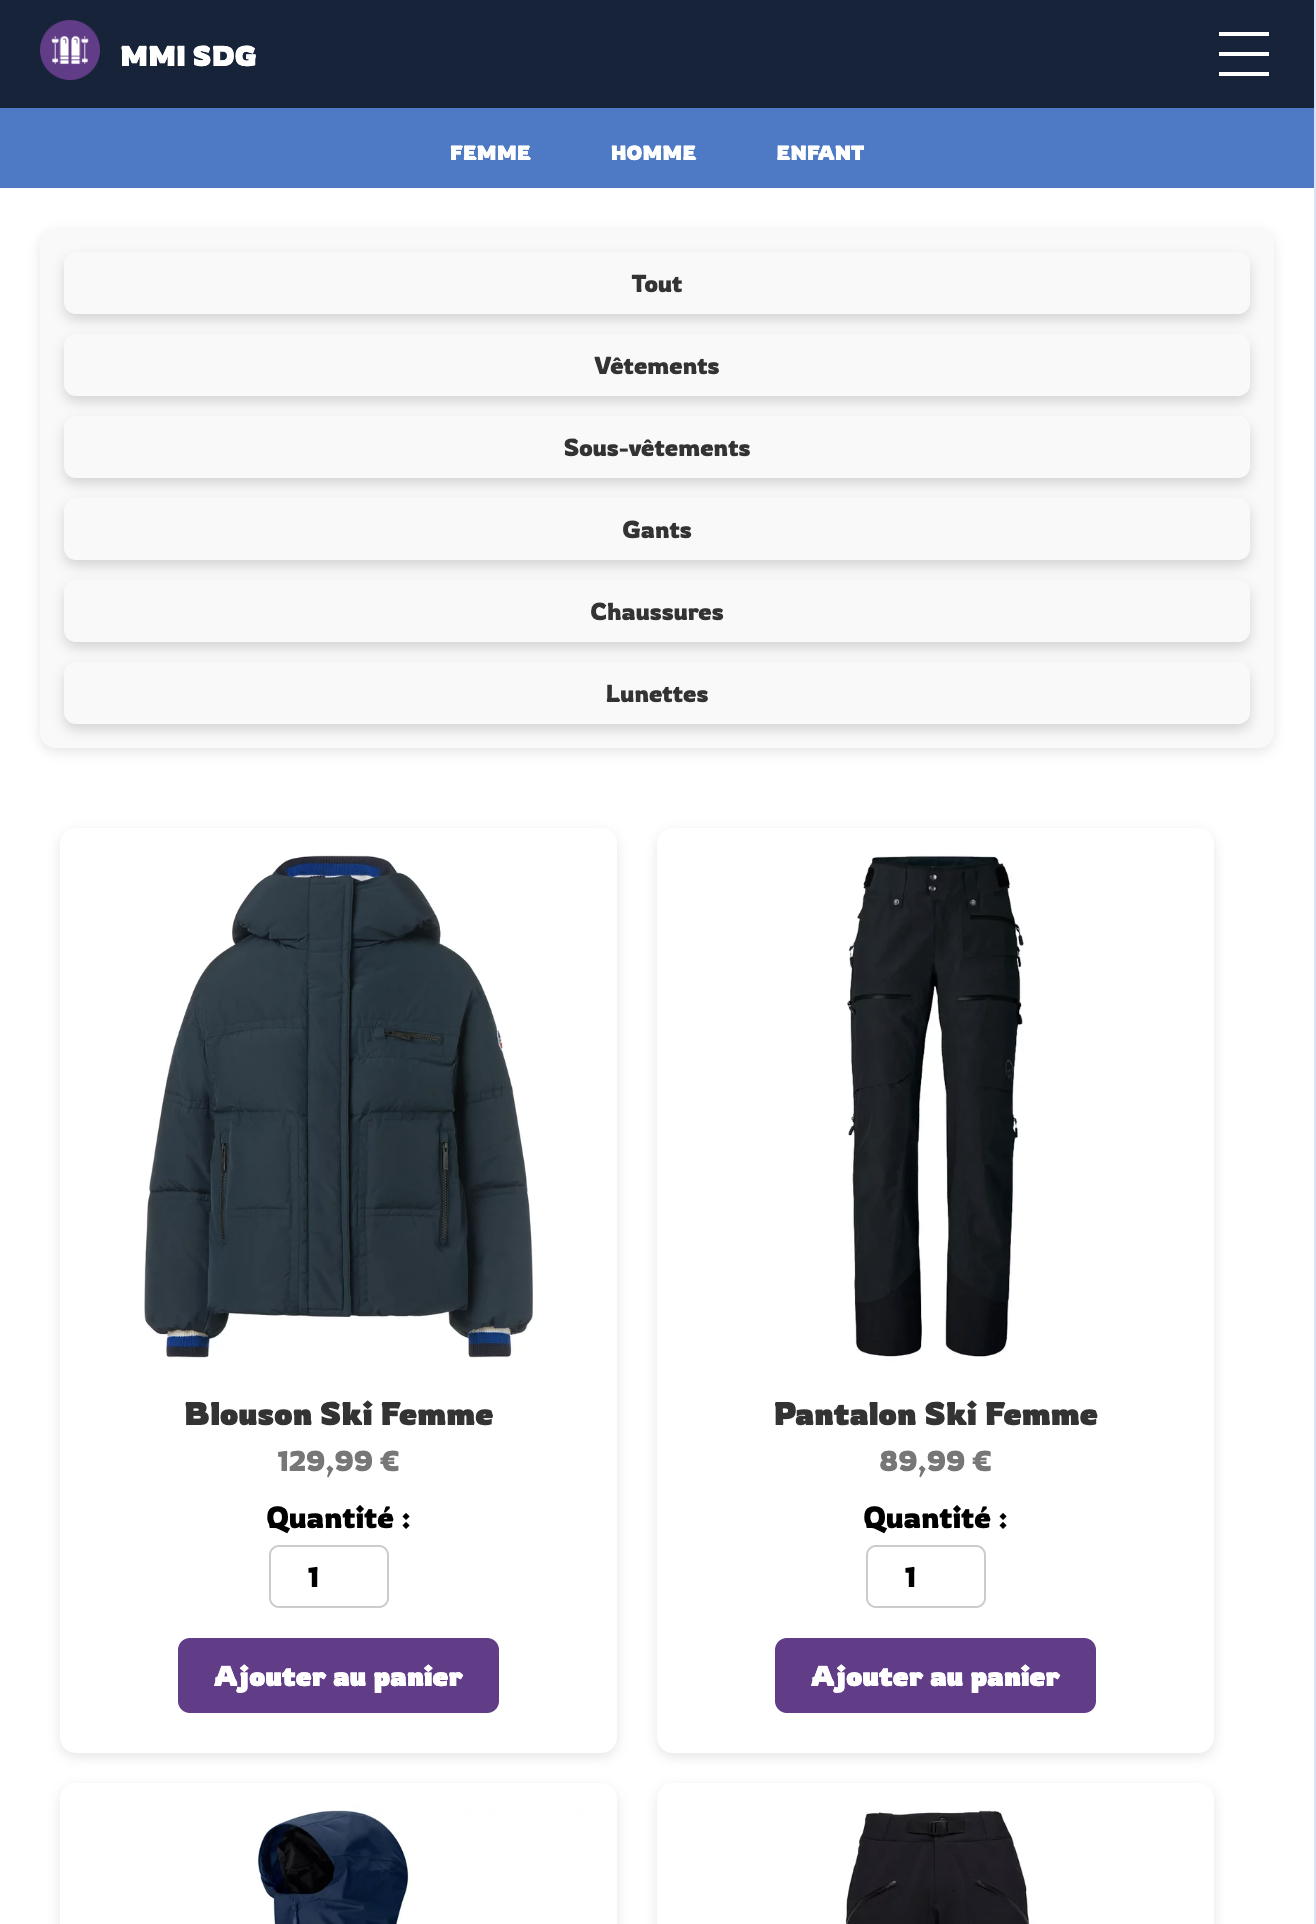 MMI SDG
FEMME HOMME ENFANT
Tout
Vêtements
Sous-vêtements
Gants
Chaussures
Lunettes
Blouson Ski Femme
129,99 €
Quantité :
1
Ajouter au panier
Pantalon Ski Femme
89,99 €
Quantité :
1
Ajouter au panier